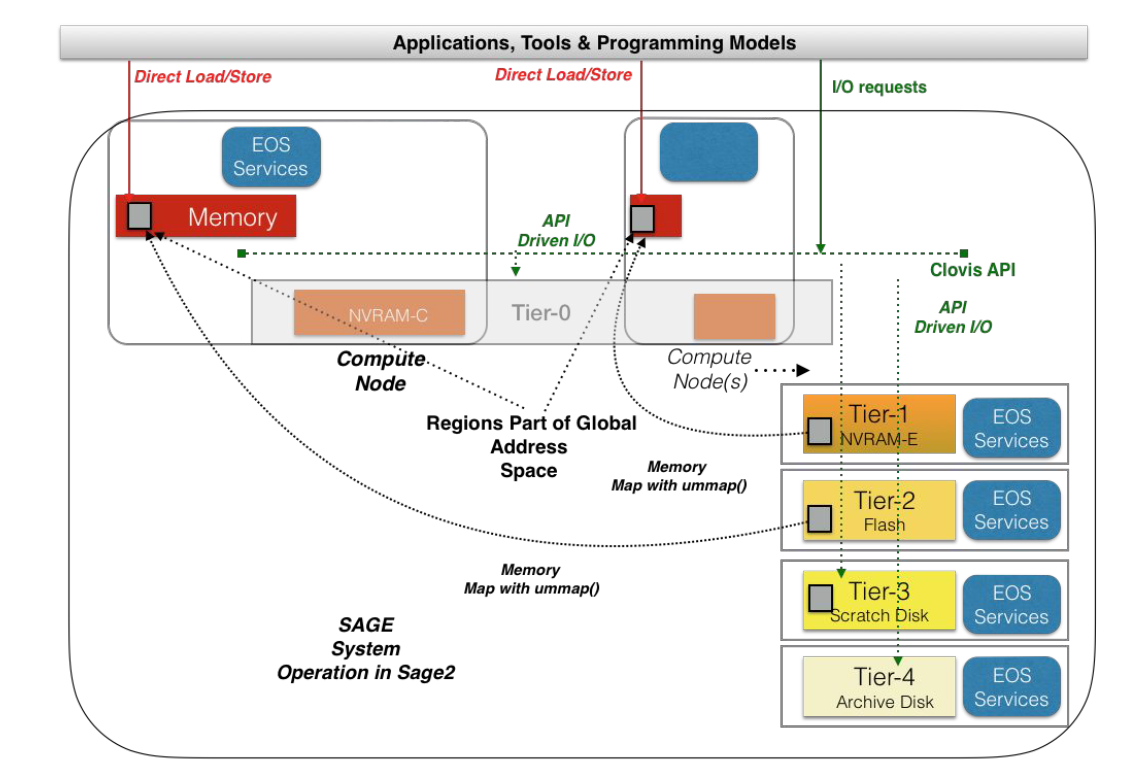 Applications, Tools & Programming Models
Direct Load/Store
Direct Load/Store
I/O requests
EOS
Services
Memory
API
Driven I/O
Clovis API
API
Driven I/O
NVRAM-C
Tier-0
Compute
Node
Compute
Node(s)
Regions Part of Global
Address
Space
Tier-1
NVRAM-E
EOS
Services
Memory
Map with ummap()
Tier-2
Flash
EOS
Services
Memory
Map with ummap()
Tier-3
Scratch Disk
EOS
Services
SAGE
System
Operation in Sage2
Tier-4
Archive Disk
EOS
Services